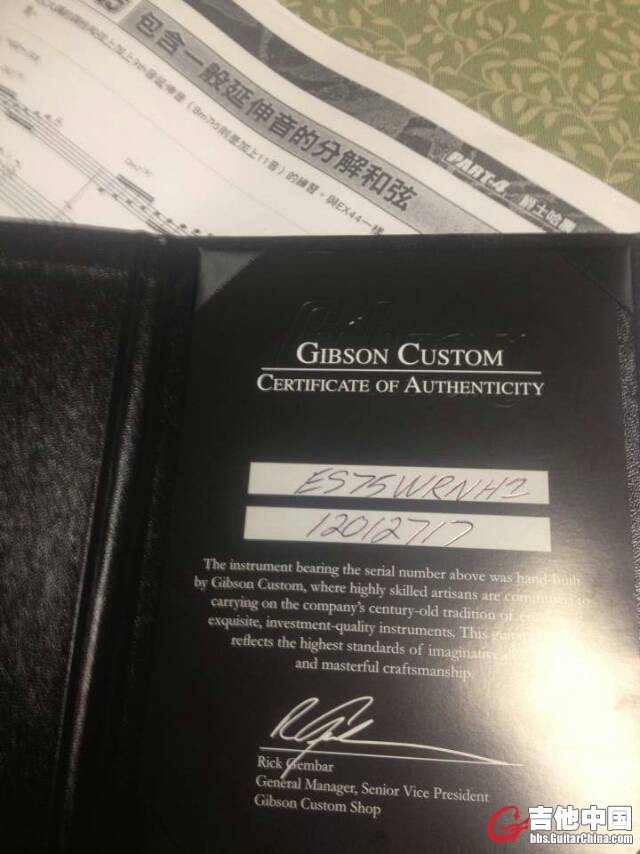 包含一般延伸音的分解和弦
PART-4
GIBSON CUSTOM
CERTIFICATE OF AUTHENTICITY
ES75WRNH1
12012717
The instrument bearing the serial number above was hand-built
by Gibson Custom, where highly skilled artisans are
carrying on the company's century-old tradition of
exquisite, investment-quality instruments. This
reflects the highest standards of imaginative
and masterful craftsmanship.
Rick Gembar
General Manager, Senior Vice President
Gibson Custom Shop
吉他中国
bbs.GuitarChina.com